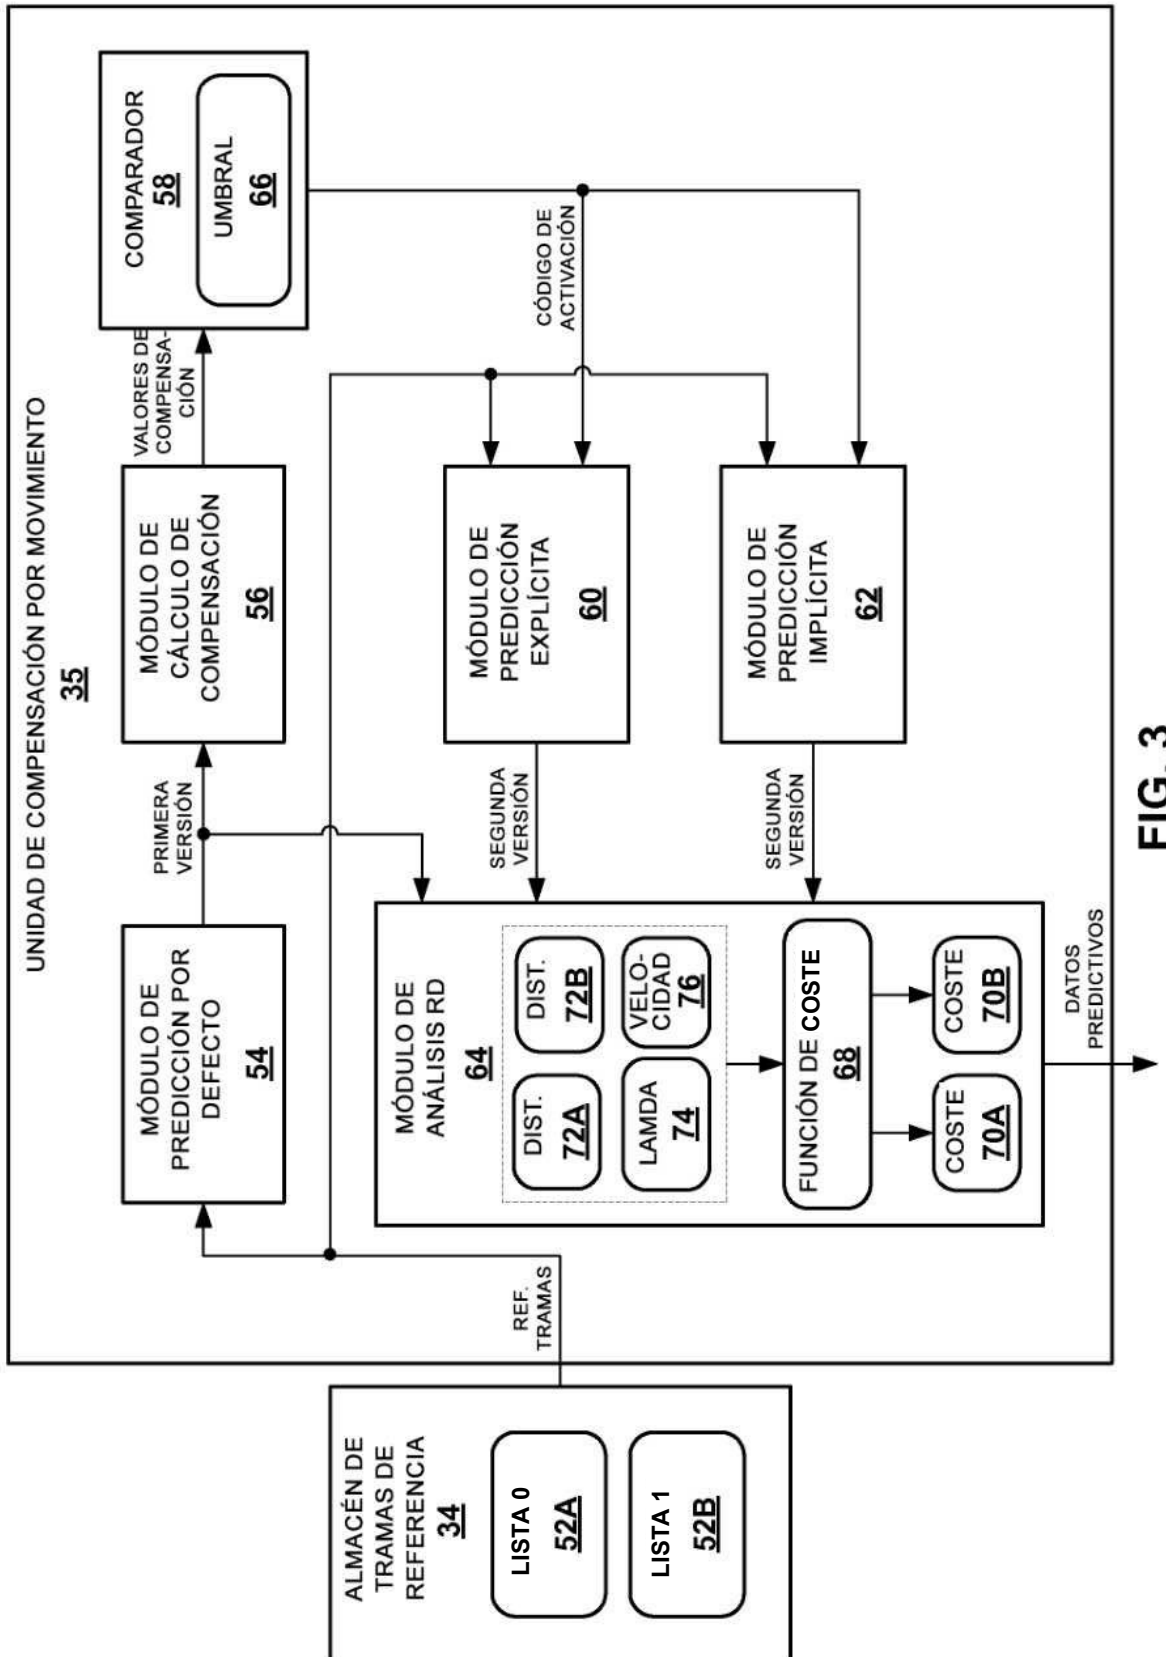 UNIDAD DE COMPENSACIÓN POR MOVIMIENTO
35
ALMACÉN DE
TRAMAS DE
REFERENCIA
34
LISTA 0
52A
LISTA 1
52B
REF.
TRAMAS
MÓDULO DE
PREDICCIÓN POR
DEFECTO
54
PRIMERA
VERSIÓN
MÓDULO DE
CÁLCULO DE
COMPENSACIÓN
56
VALORES DE
COMPENSA-
CIÓN
COMPARADOR
58
UMBRAL
66
CÓDIGO DE
ACTIVACIÓN
MÓDULO DE
PREDICCIÓN
EXPLÍCITA
60
MÓDULO DE
PREDICCIÓN
IMPLÍCITA
62
SEGUNDA
VERSIÓN
SEGUNDA
VERSIÓN
MÓDULO DE
ANÁLISIS RD
64
DIST.
72A
DIST.
72B
LAMDA
74
VELO-
CIDAD
76
FUNCIÓN DE COSTE
68
COSTE
70A
COSTE
70B
DATOS
PREDICTIVOS
FIG. 3